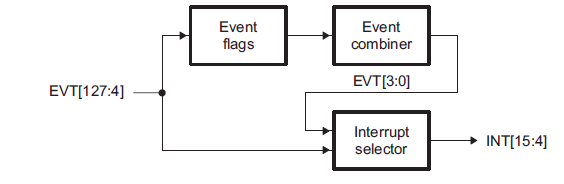 Event
flags
Event
combiner
EVT[3:0]
EVT[127:4]
Interrupt
selector
INT[15:4]